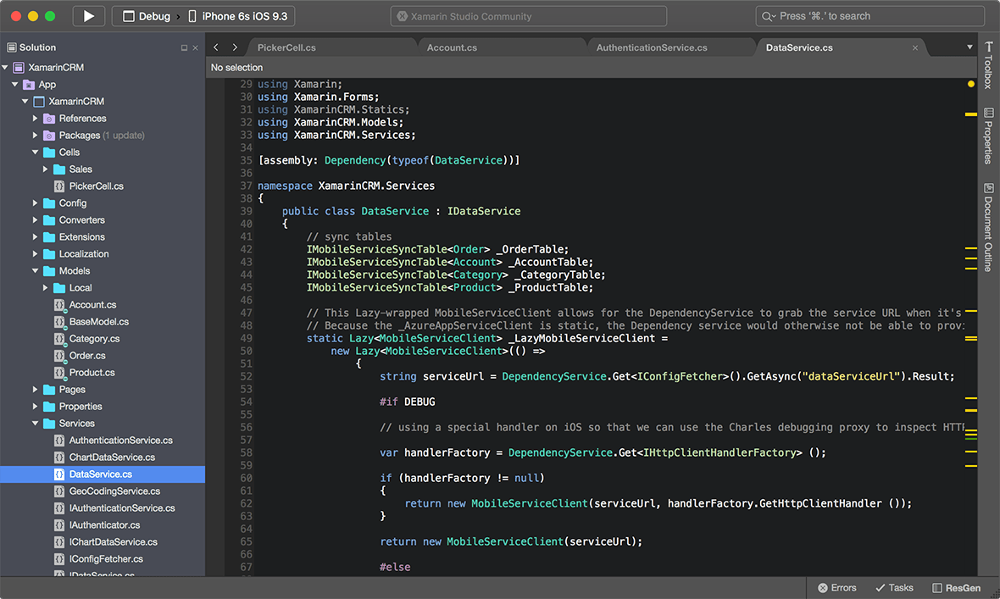 Debug
iPhone 6s iOS 9.3
Xamarin Studio Community
Press '⌘.' to search
Solution
XamarinCRM
App
XamarinCRM
References
Packages (1 update)
Cells
Sales
PickerCell.cs
Config
Converters
Extensions
Localization
Models
Local
Account.cs
BaseModel.cs
Category.cs
Order.cs
Product.cs
Pages
Properties
Services
AuthenticationService.cs
ChartDataService.cs
DataService.cs
GeoCodingService.cs
IAuthenticationService.cs
IAuthenticator.cs
IChartDataService.cs
IConfigFetcher.cs
IDataService.cs
PickerCell.cs
Account.cs
AuthenticationService.cs
DataService.cs
No selection
29 using Xamarin;
30 using Xamarin.Forms;
31 using XamarinCRM.Statics;
32 using XamarinCRM.Models;
33 using XamarinCRM.Services;
34
35 [assembly: Dependency(typeof(DataService))]
36
37 namespace XamarinCRM.Services
38 {
39 public class DataService : IDataService
40 {
41 // sync tables
42 IMobileServiceSyncTable<Order> _OrderTable;
43 IMobileServiceSyncTable<Account> _AccountTable;
44 IMobileServiceSyncTable<Category> _CategoryTable;
45 IMobileServiceSyncTable<Product> _ProductTable;
46
47 // This Lazy-wrapped MobileServiceClient allows for the DependencyService to grab the service URL when it's
48 // Because the _AzureAppServiceClient is static, the Dependency service would otherwise not be able to provi
49 static Lazy<MobileServiceClient> _LazyMobileServiceClient =
50 new Lazy<MobileServiceClient>(() =>
51 {
52 string serviceUrl = DependencyService.Get<IConfigFetcher>().GetAsync("dataServiceUrl").Result;
53
54 #if DEBUG
55
56 // using a special handler on iOS so that we can use the Charles debugging proxy to inspect HTTP
57
58 var handlerFactory = DependencyService.Get<IHttpClientHandlerFactory> ();
59
60 if (handlerFactory != null)
61 {
62 return new MobileServiceClient(serviceUrl, handlerFactory.GetHttpClientHandler ());
63 }
64
65 return new MobileServiceClient(serviceUrl);
66
67 #else
Toolbox
Properties
Document Outline
Errors
Tasks
ResGen